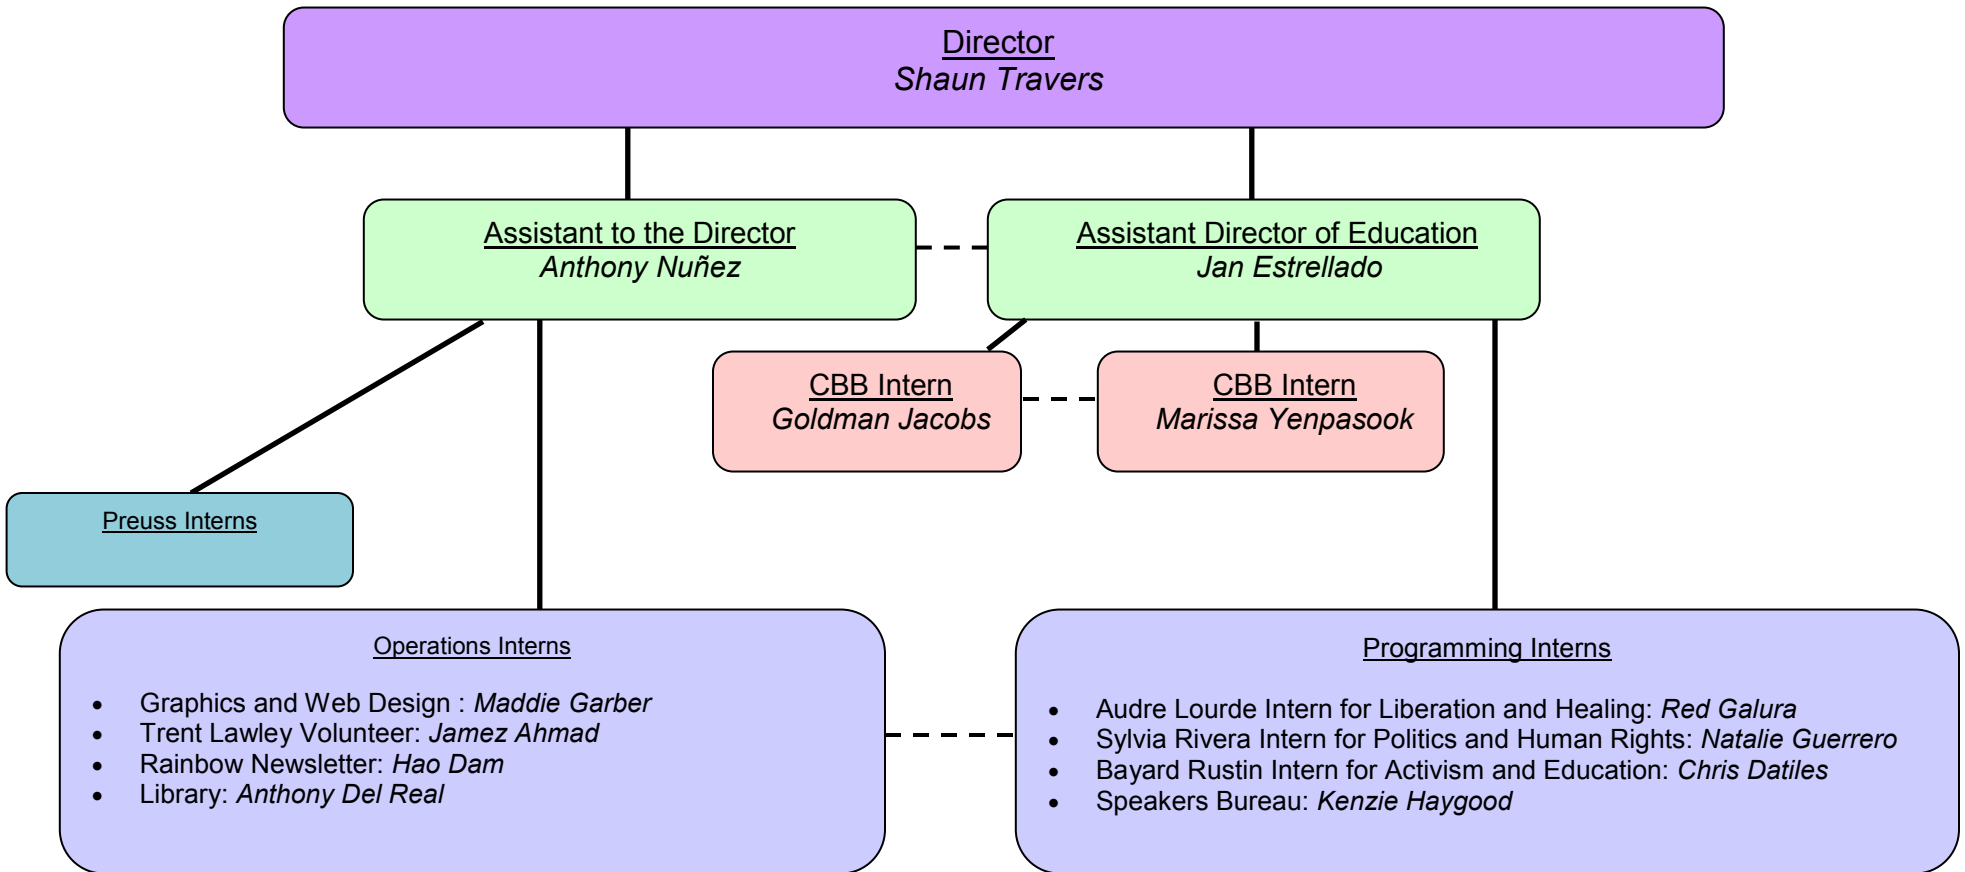 Director
Shaun Travers
Assistant to the Director
Anthony Nuñez
Assistant Director of Education
Jan Estrellado
CBB Intern
Goldman Jacobs
CBB Intern
Marissa Yenpasook
Preuss Interns
Operations Interns
• Graphics and Web Design : Maddie Garber
• Trent Lawley Volunteer: Jamez Ahmad
• Rainbow Newsletter: Hao Dam
• Library: Anthony Del Real
Programming Interns
• Audre Lourde Intern for Liberation and Healing: Red Galura
• Sylvia Rivera Intern for Politics and Human Rights: Natalie Guerrero
• Bayard Rustin Intern for Activism and Education: Chris Datiles
• Speakers Bureau: Kenzie Haygood